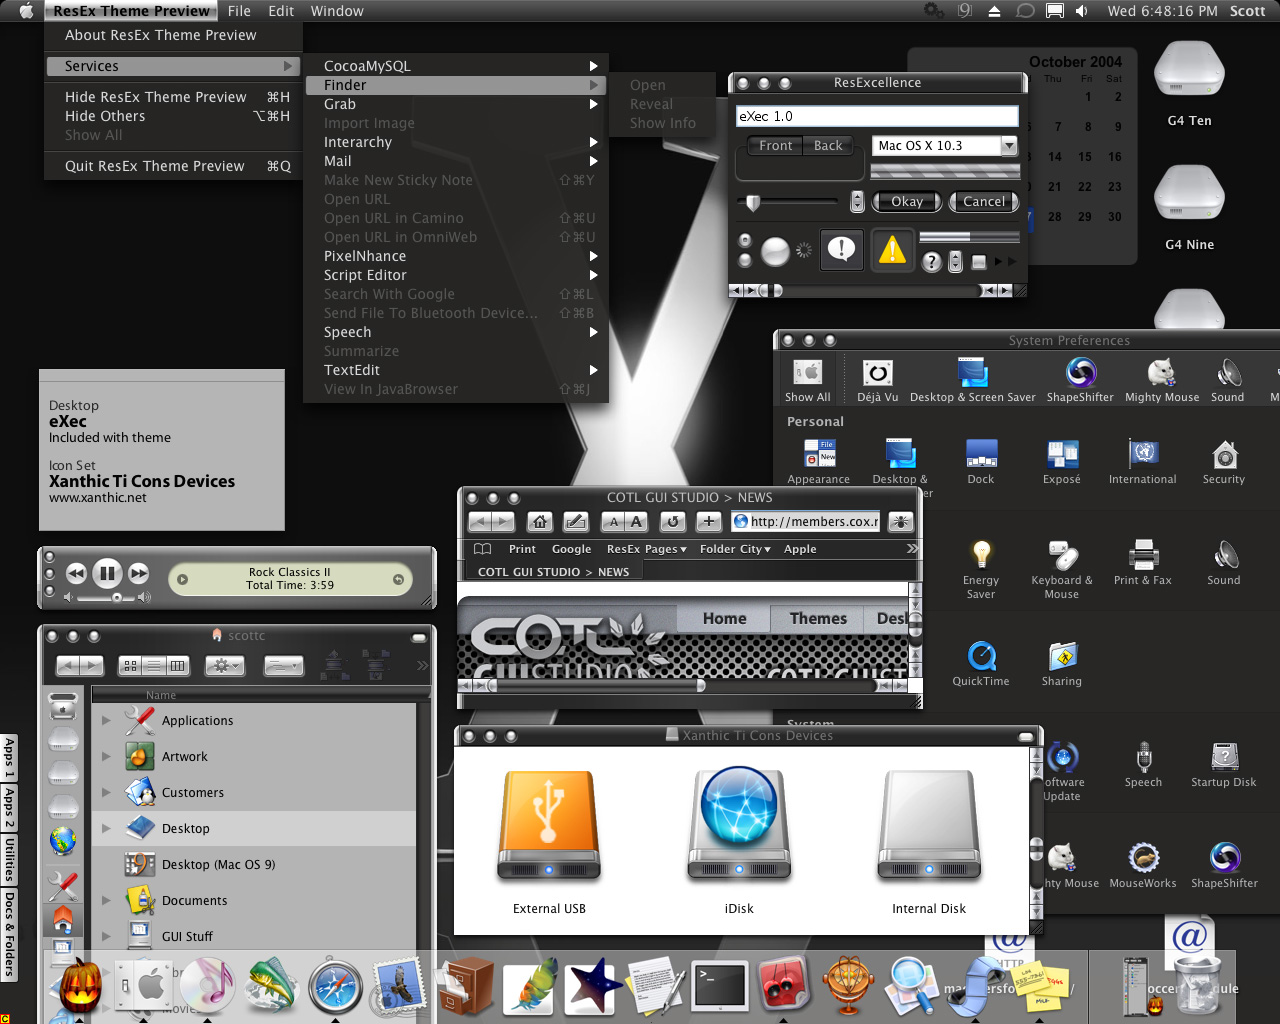 ResEx Theme Preview File Edit Window
Wed 6:48:16 PM Scott
About ResEx Theme Preview
Services
Hide ResEx Theme Preview ⌘H
Hide Others ⌥⌘H
Show All
Quit ResEx Theme Preview ⌘Q
CocoaMySQL
Finder
Grab
Import Image
Interarchy
Mail
Make New Sticky Note ⇧⌘Y
Open URL
Open URL in Camino ⇧⌘U
Open URL in OmniWeb ⇧⌘U
PixelNhance
Script Editor
Search With Google ⇧⌘L
Send File To Bluetooth Device... ⇧⌘B
Speech
Summarize
TextEdit
View In JavaBrowser ⇧⌘J
Open
Reveal
Show Info
ResExcellence
eXec 1.0
Front Back
Mac OS X 10.3
Okay Cancel
October 2004
Thu Fri Sat
1 2
7 8 9
14 15 16
21 22 23
28 29 30
G4 Ten
G4 Nine
System Preferences
Show All Déjà Vu Desktop & Screen Saver ShapeShifter Mighty Mouse Sound
Personal
Appearance Desktop & Dock Exposé International Security
File
New
Energy Saver Keyboard & Mouse Print & Fax Sound
QuickTime Sharing
System
Update Speech Startup Disk
Mouse MouseWorks ShapeShifter
Desktop
eXec
Included with theme
Icon Set
Xanthic Ti Cons Devices
www.xanthic.net
Rock Classics II
Total Time: 3:59
scottc
Name
Applications
Artwork
Customers
Desktop
Desktop (Mac OS 9)
Documents
GUI Stuff
Movies
Apps 1
Apps 2
Utilities
Docs & Folders
COTL GUI STUDIO > NEWS
A A http://members.cox.r
Print Google ResEx Pages Folder City Apple
COTL GUI STUDIO > NEWS
Home Themes Desl
COTL
GUISTUDIO COTL GUIST
Xanthic Ti Cons Devices
External USB iDisk Internal Disk
HTTP